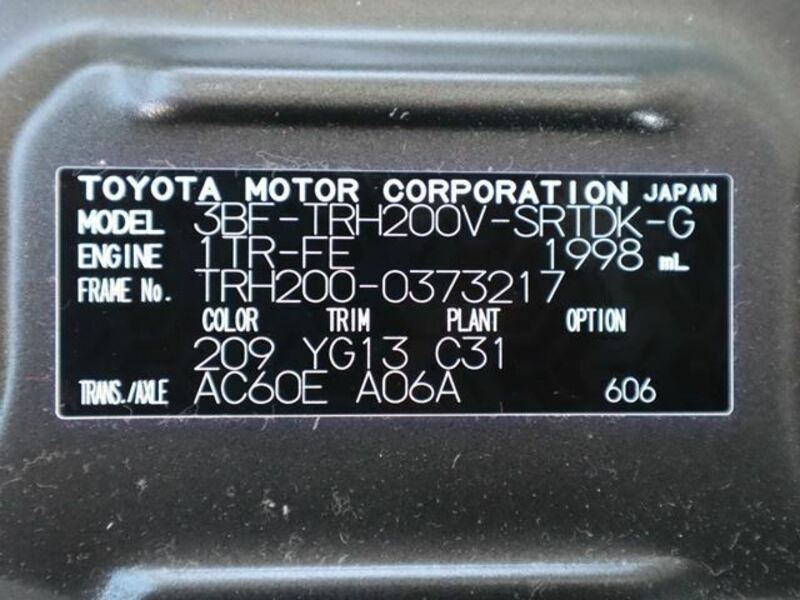 TOYOTA MOTOR CORPORATION JAPAN
MODEL 3BF-TRH200V-SRTDK-G
ENGINE 1TR-FE 1998 mL
FRAME No. TRH200-0373217
COLOR TRIM PLANT OPTION
209 YG13 C31
TRANS./AXLE AC60E A06A 606